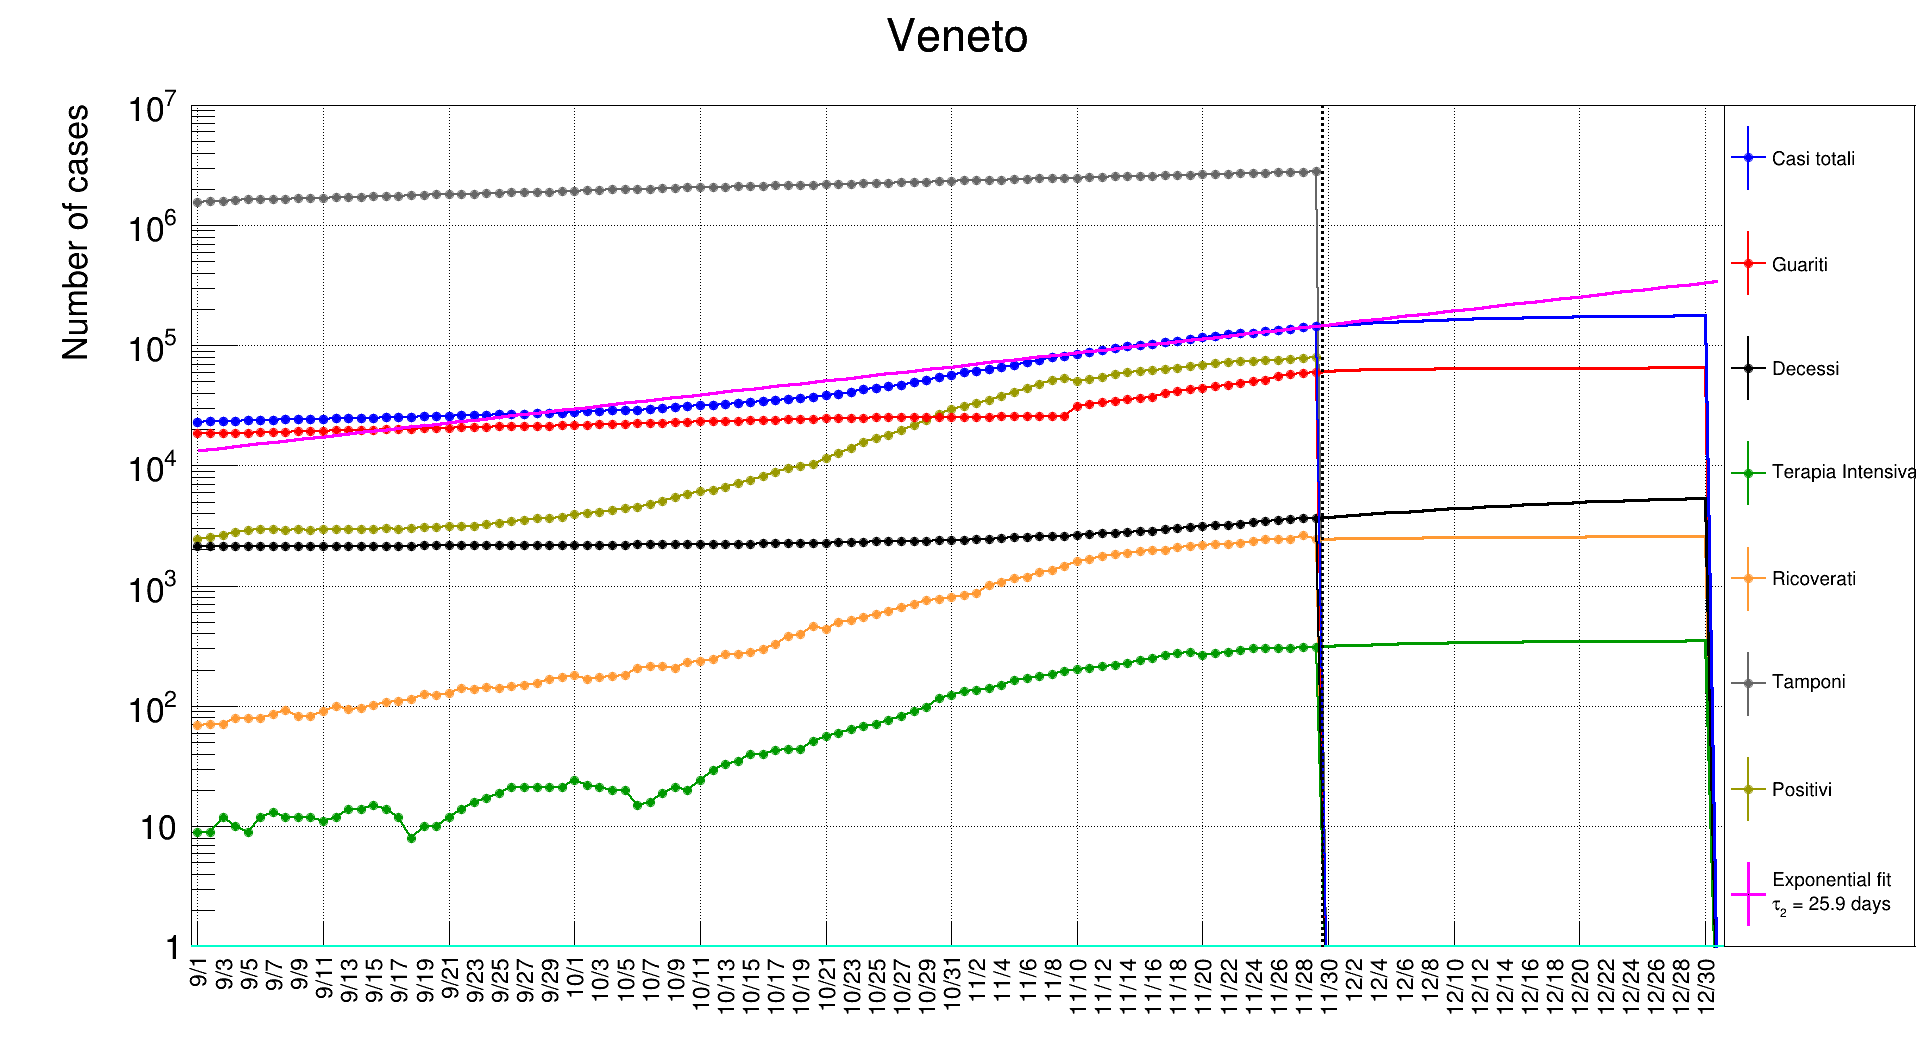 Veneto
Number of cases
10^7
10^6
10^5
10^4
10^3
10^2
10
1
9/1 9/3 9/5 9/7 9/9 9/11 9/13 9/15 9/17 9/19 9/21 9/23 9/25 9/27 9/29 10/1 10/3 10/5 10/7 10/9 10/11 10/13 10/15 10/17 10/19 10/21 10/23 10/25 10/27 10/29 10/31 11/2 11/4 11/6 11/8 11/10 11/12 11/14 11/16 11/18 11/20 11/22 11/24 11/26 11/28 11/30 12/2 12/4 12/6 12/8 12/10 12/12 12/14 12/16 12/18 12/20 12/22 12/24 12/26 12/28 12/30
Casi totali
Guariti
Decessi
Terapia Intensiva
Ricoverati
Tamponi
Positivi
Exponential fit
τ₂ = 25.9 days